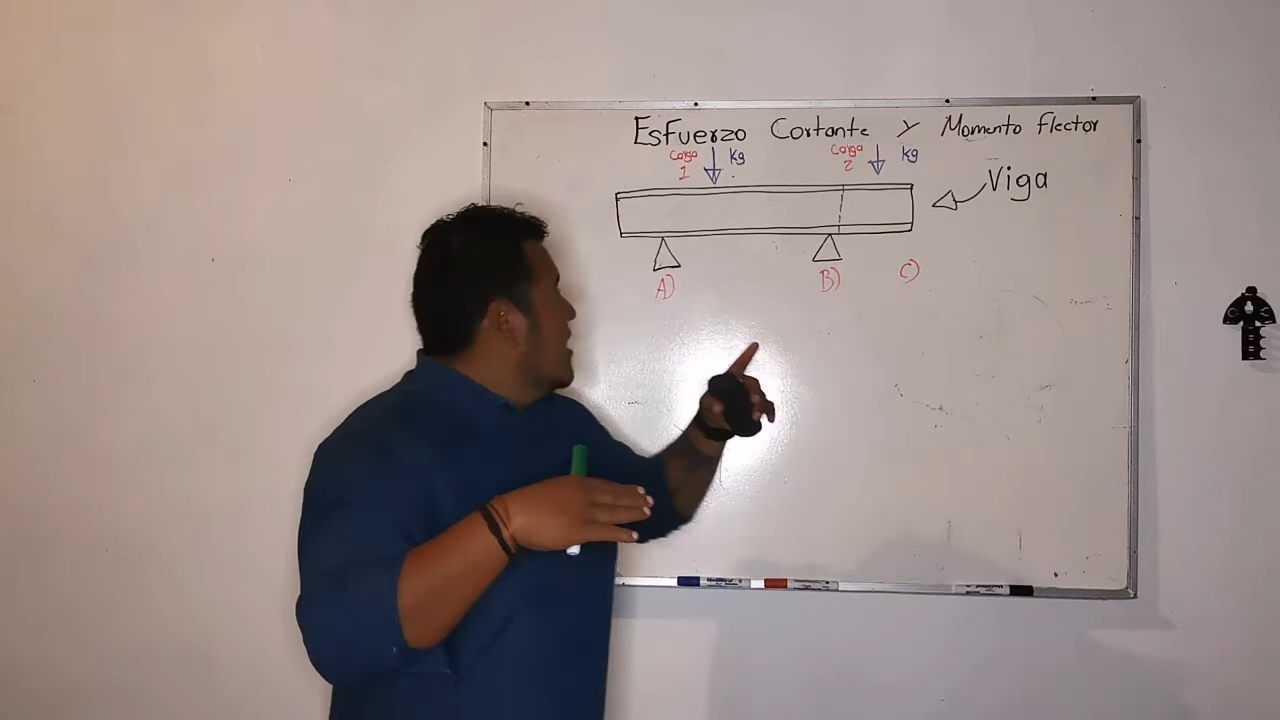 Esfuerzo Cortante y Momento flector
Carga 1 kg
Carga 2 kg
Viga
A) B) C)